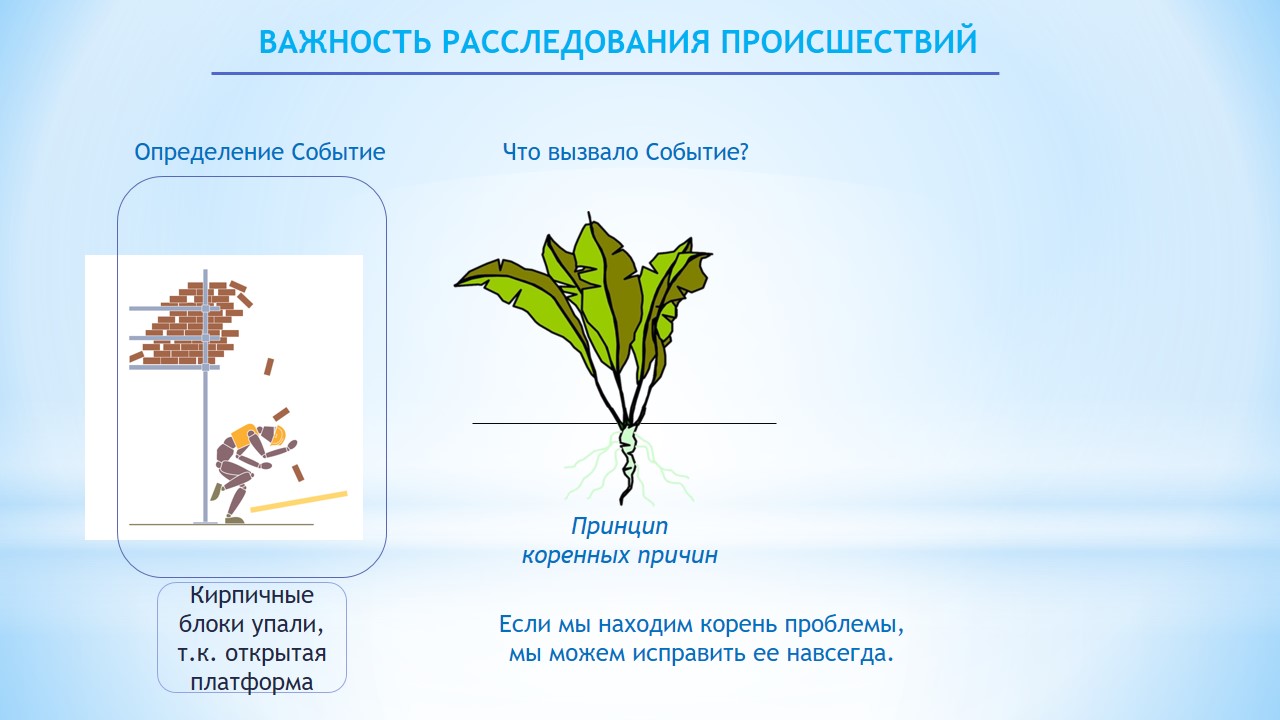 ВАЖНОСТЬ РАССЛЕДОВАНИЯ ПРОИСШЕСТВИЙ
Определение Событие
Что вызвало Событие?
Принцип
коренных причин
Кирпичные
блоки упали,
т.к. открытая
платформа
Если мы находим корень проблемы,
мы можем исправить ее навсегда.